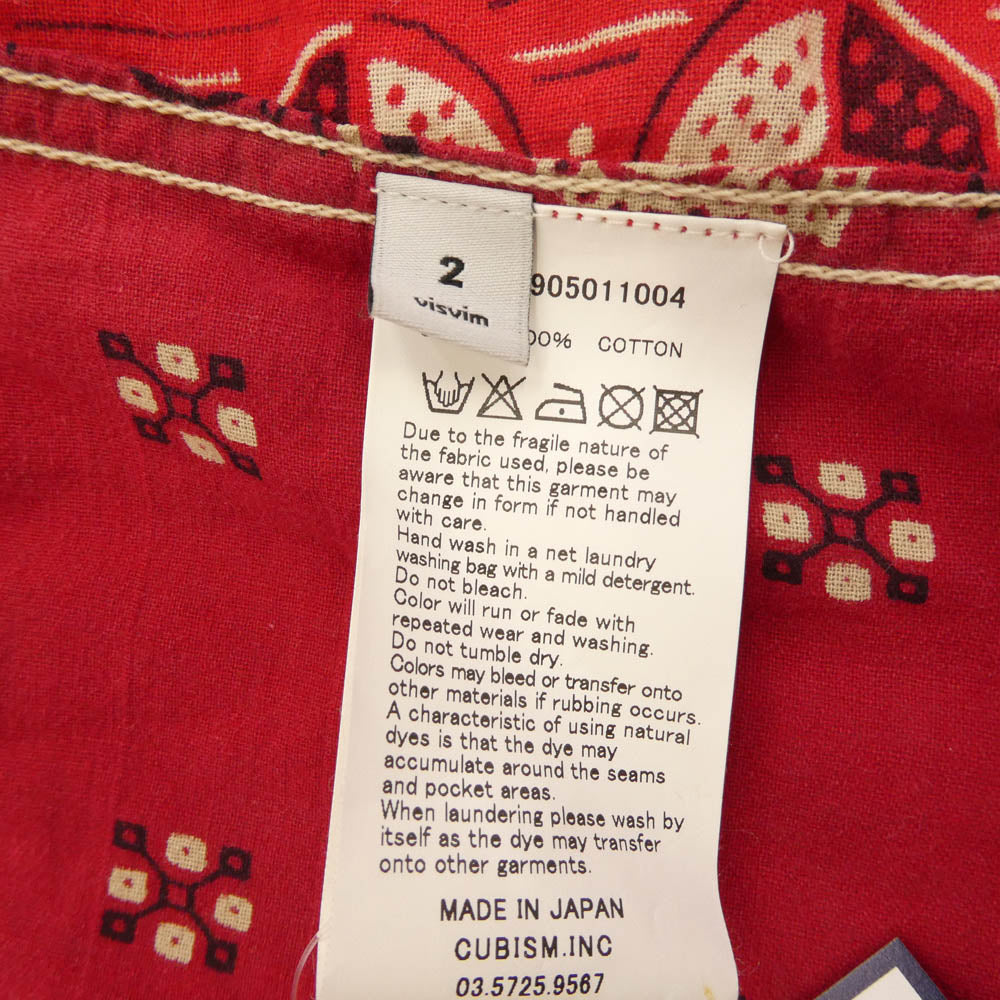 2
visvim
905011004
00% COTTON
Due to the fragile nature of
the fabric used, please be
aware that this garment may
change in form if not handled
with care.
Hand wash in a net laundry
washing bag with a mild detergent.
Do not bleach.
Color will run or fade with
repeated wear and washing.
Do not tumble dry.
Colors may bleed or transfer onto
other materials if rubbing occurs.
A characteristic of using natural
dyes is that the dye may
accumulate around the seams
and pocket areas.
When laundering please wash by
itself as the dye may transfer
onto other garments.
MADE IN JAPAN
CUBISM.INC
03.5725.9567